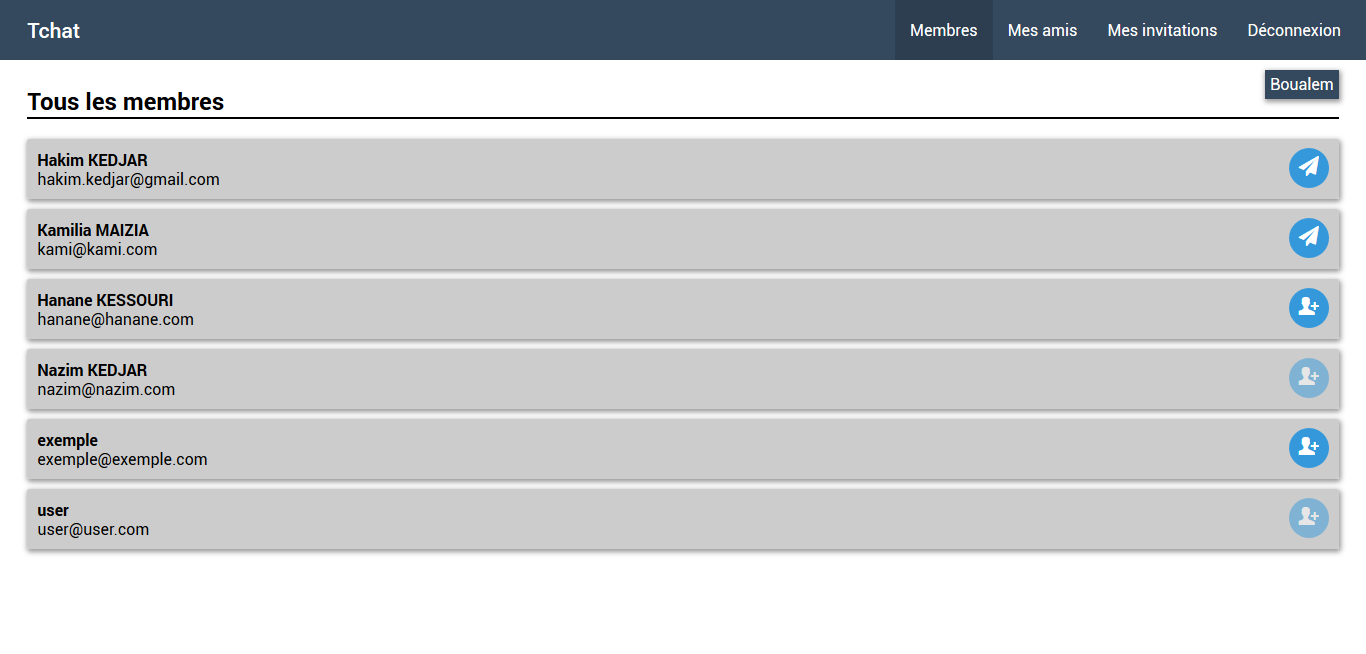 Tchat
Membres
Mes amis
Mes invitations
Déconnexion
Boualem
Tous les membres
Hakim KEDJAR
hakim.kedjar@gmail.com
Kamilia MAIZIA
kami@kami.com
Hanane KESSOURI
hanane@hanane.com
Nazim KEDJAR
nazim@nazim.com
exemple
exemple@exemple.com
user
user@user.com